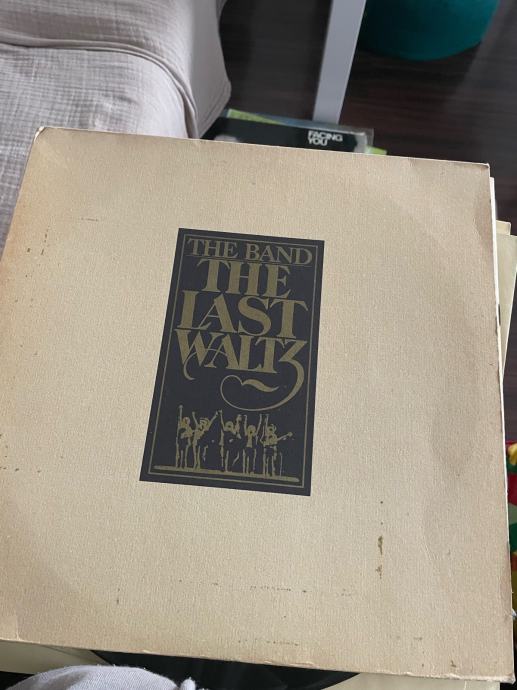 FACING
YOU
THE BAND
THE
LAST
WALTZ